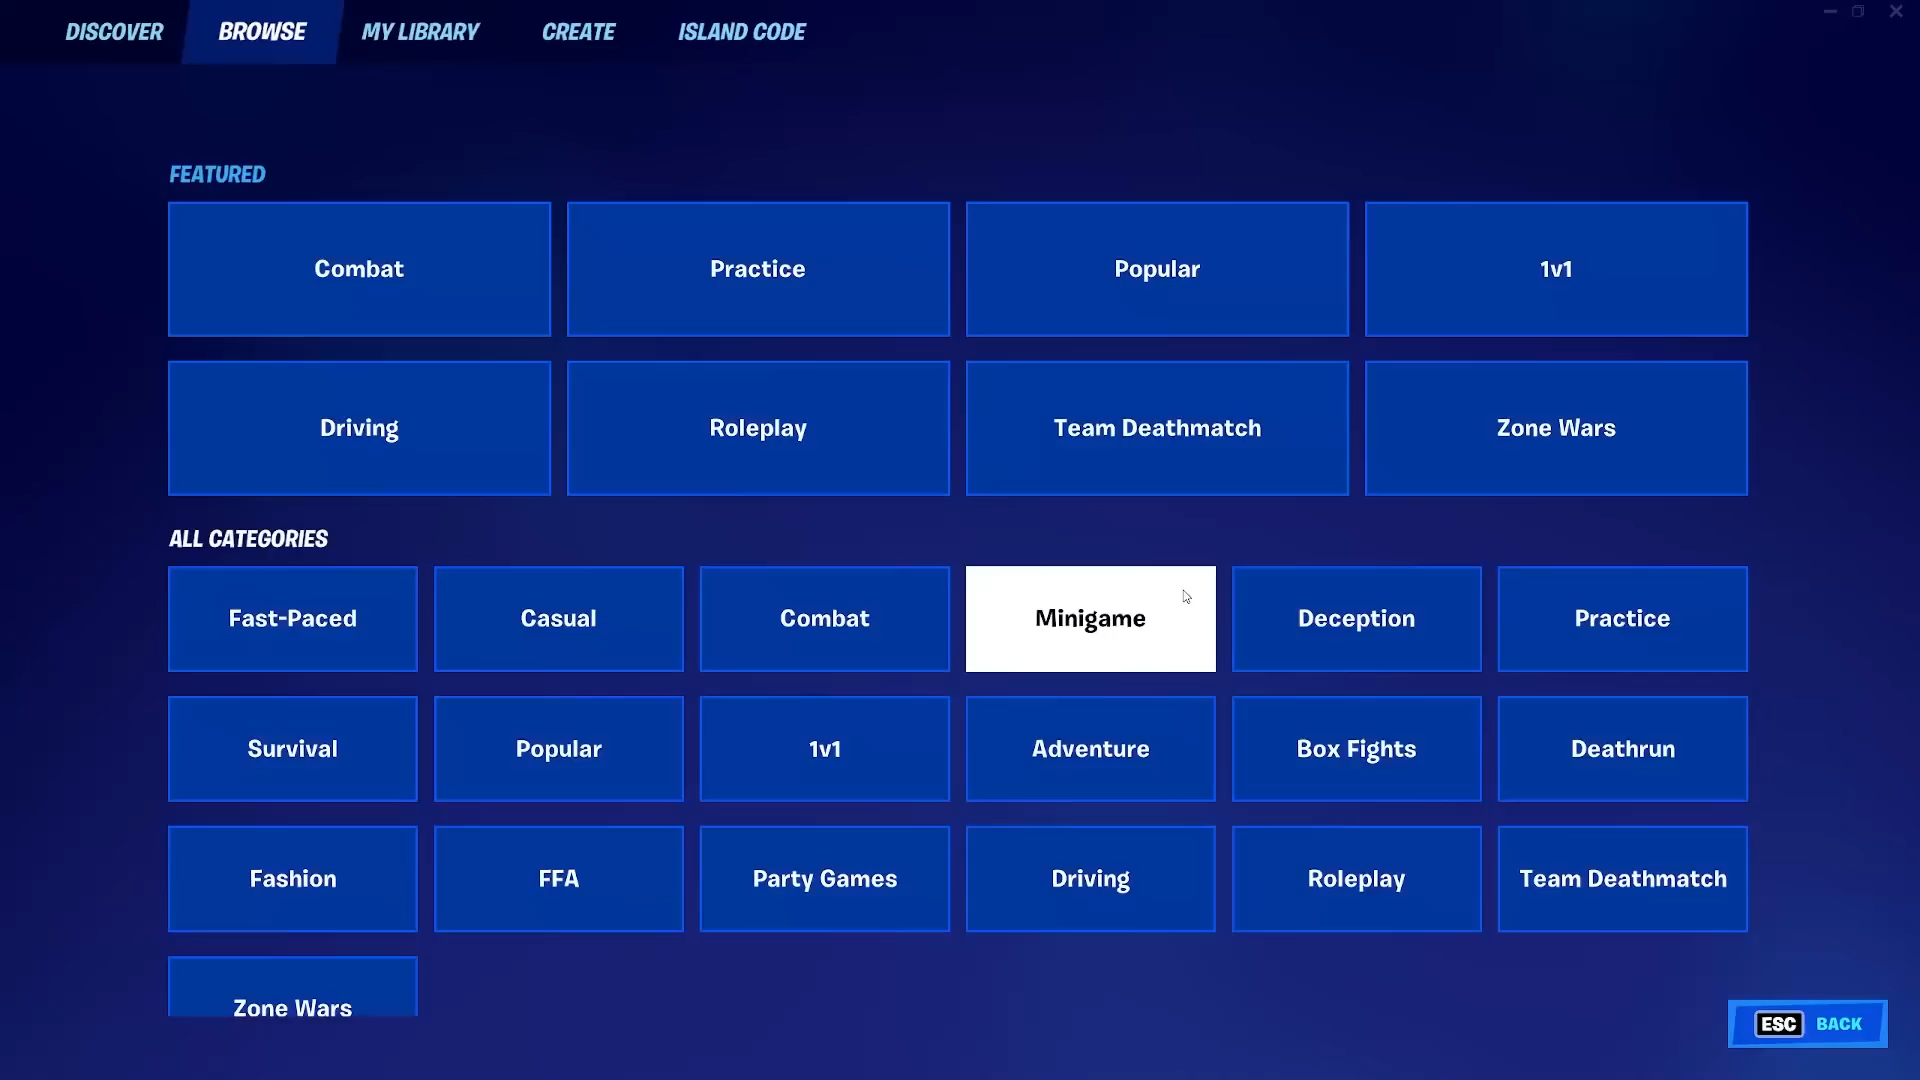 DISCOVER BROWSE MY LIBRARY CREATE ISLAND CODE
FEATURED
Combat Practice Popular 1v1
Driving Roleplay Team Deathmatch Zone Wars
ALL CATEGORIES
Fast-Paced Casual Combat Minigame Deception Practice
Survival Popular 1v1 Adventure Box Fights Deathrun
Fashion FFA Party Games Driving Roleplay Team Deathmatch
Zone Wars
ESC BACK